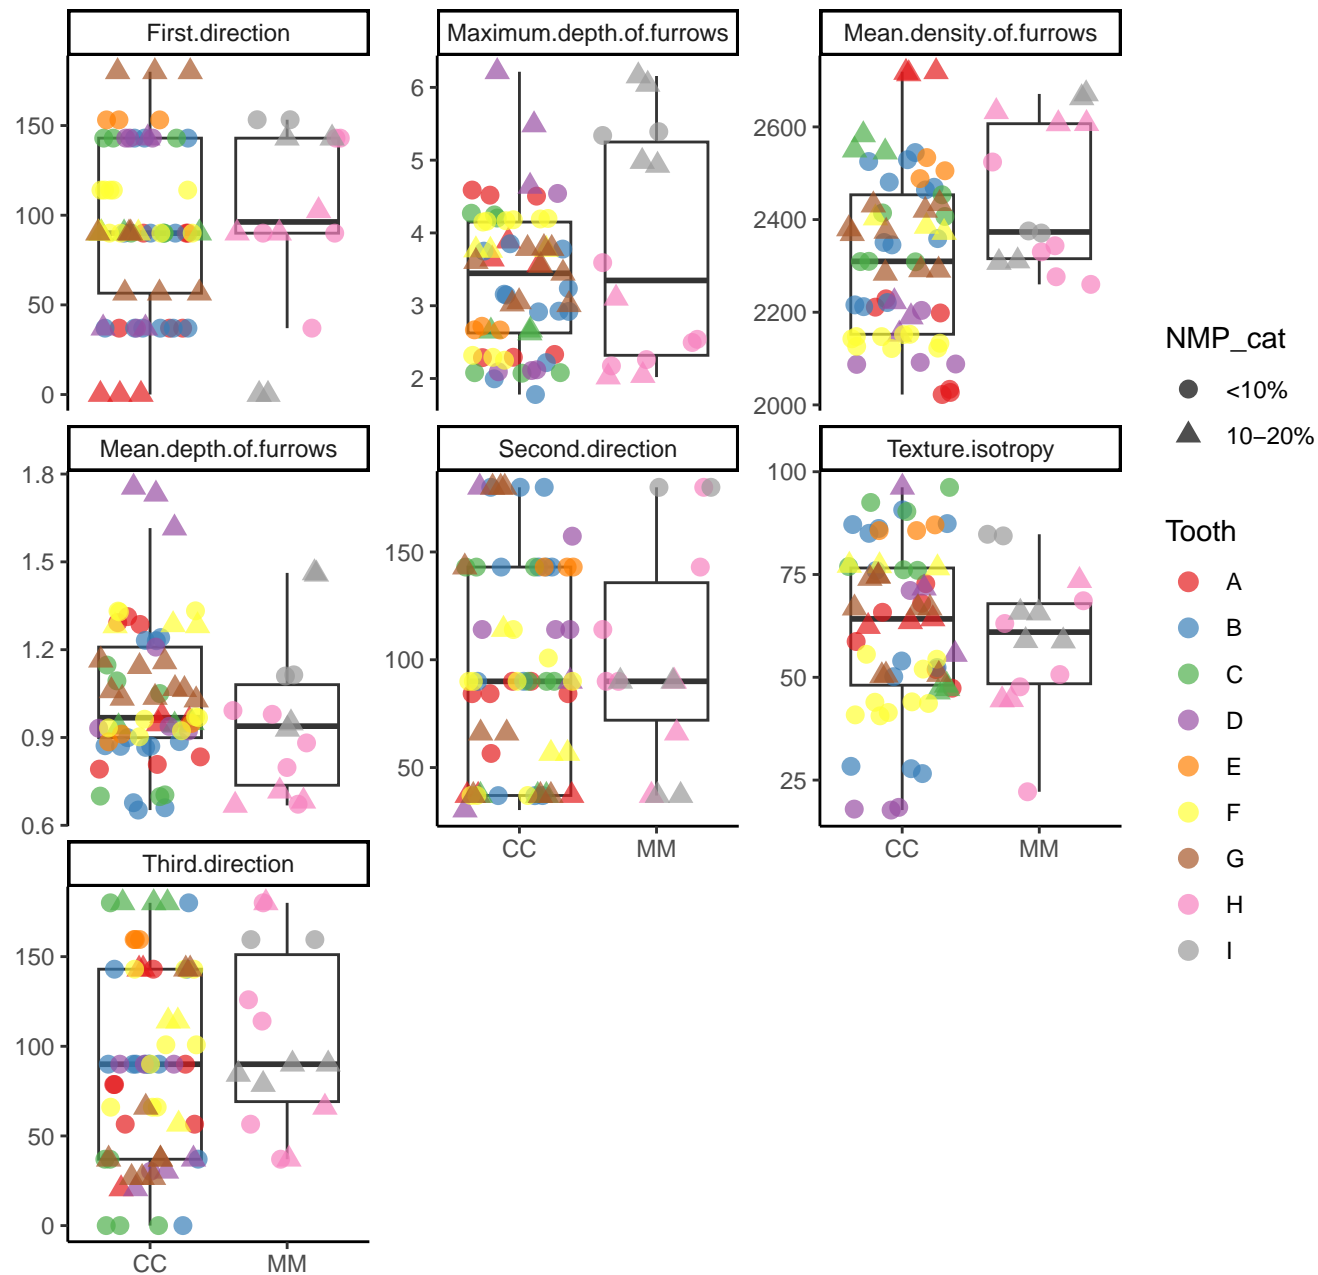 First.direction
Maximum.depth.of.furrows
Mean.density.of.furrows
150
100
50
0
6
5
4
3
2
2600
2400
2200
2000
Mean.depth.of.furrows
Second.direction
Texture.isotropy
1.8
1.5
1.2
0.9
0.6
150
100
50
100
75
50
25
CC
MM
CC
MM
Third.direction
150
100
50
0
CC
MM
NMP_cat
<10%
10−20%
Tooth
A
B
C
D
E
F
G
H
I